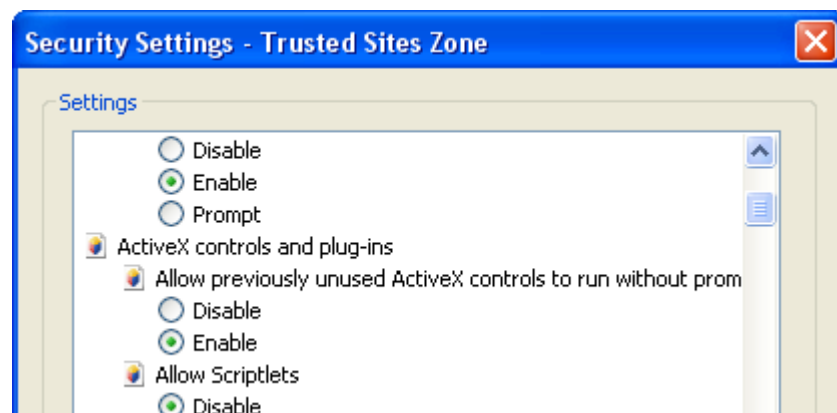 Security Settings - Trusted Sites Zone
Settings
Disable
Enable
Prompt
ActiveX controls and plug-ins
Allow previously unused ActiveX controls to run without prom
Disable
Enable
Allow Scriptlets
Disable